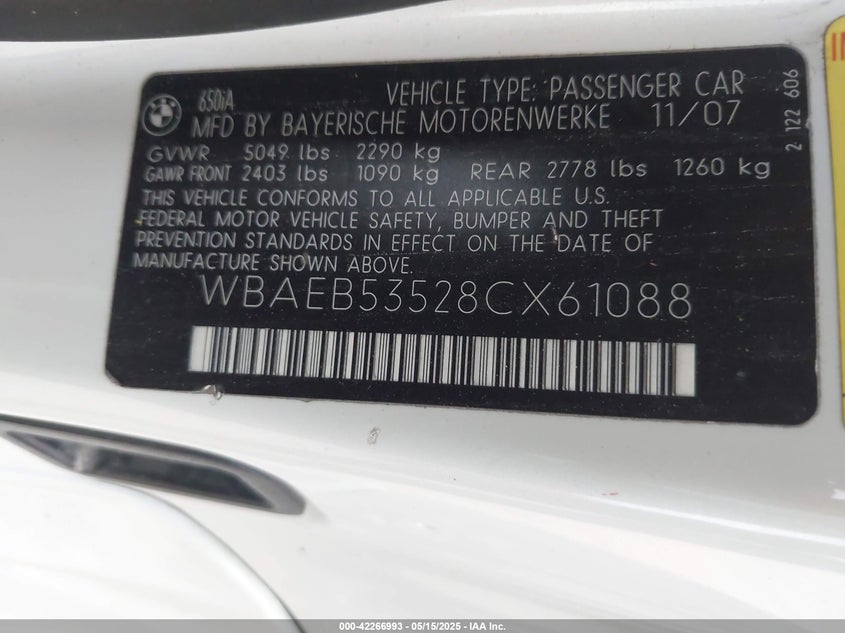 650iA
VEHICLE TYPE: PASSENGER CAR
MFD BY BAYERISCHE MOTORENWERKE 11/07
GVWR 5049 lbs 2290 kg
GAWR FRONT 2403 lbs 1090 kg REAR 2778 lbs 1260 kg
THIS VEHICLE CONFORMS TO ALL APPLICABLE U.S.
FEDERAL MOTOR VEHICLE SAFETY, BUMPER AND THEFT
PREVENTION STANDARDS IN EFFECT ON THE DATE OF
MANUFACTURE SHOWN ABOVE.
WBAEB53528CX61088
2 122 606
000-42266993 - 05/15/2025 - IAA Inc.